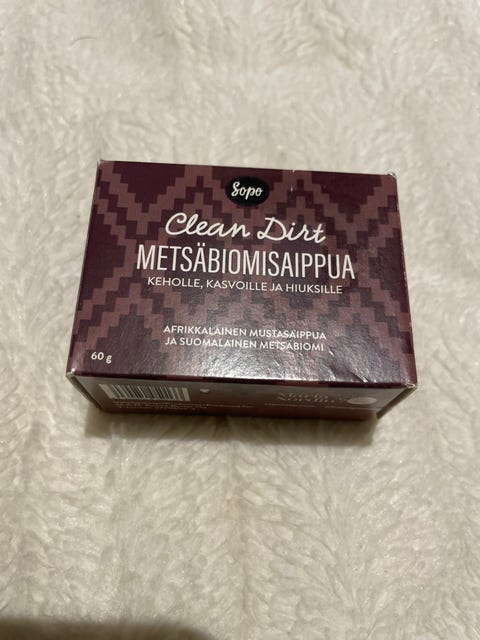 Sopo
Clean Dirt
METSÄBIOMISAIPPUA
KEHOLLE, KASVOILLE JA HIUKSILLE
AFRIKKALAINEN MUSTASAIPPUA
JA SUOMALAINEN METSÄBIOMI
60 g